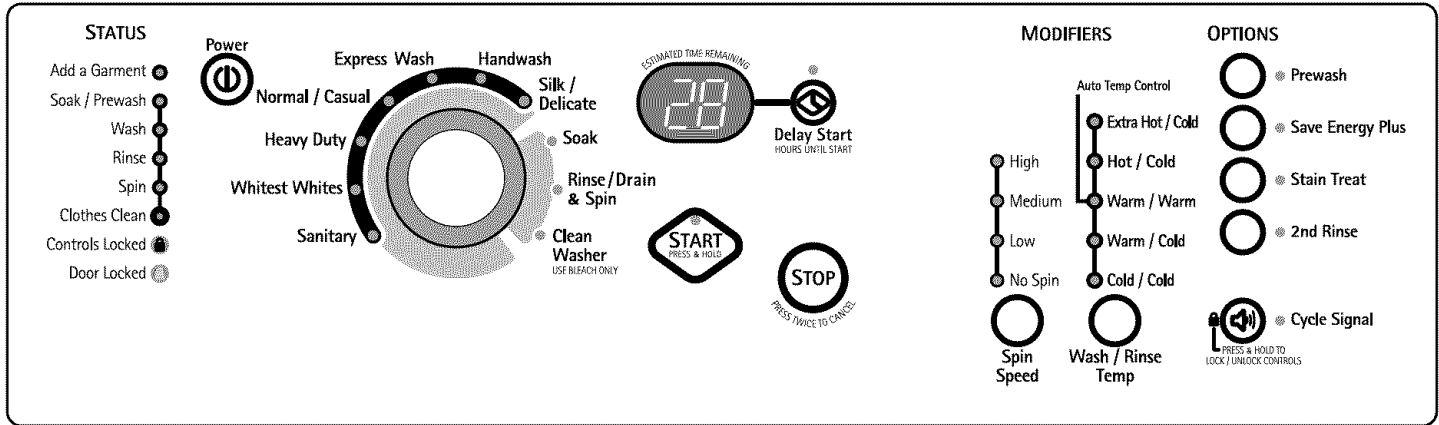 STATUS
Add a Garment
Soak / Prewash
Wash
Rinse
Spin
Clothes Clean
Controls Locked
Door Locked
Power
Express Wash
Handwash
Normal / Casual
Silk /
Delicate
Heavy Duty
Soak
Whitest Whites
Rinse/Drain
& Spin
Sanitary
Clean
Washer
USE BLEACH ONLY
ESTIMATED TIME REMAINING
28
Delay Start
HOURS UNTIL START
START
PRESS & HOLD
STOP
PRESS TWICE TO CANCEL
MODIFIERS
Auto Temp Control
High
Medium
Low
No Spin
Spin
Speed
Extra Hot / Cold
Hot / Cold
Warm / Warm
Warm / Cold
Cold / Cold
Wash / Rinse
Temp
OPTIONS
Prewash
Save Energy Plus
Stain Treat
2nd Rinse
Cycle Signal
PRESS & HOLD TO
LOCK / UNLOCK CONTROLS